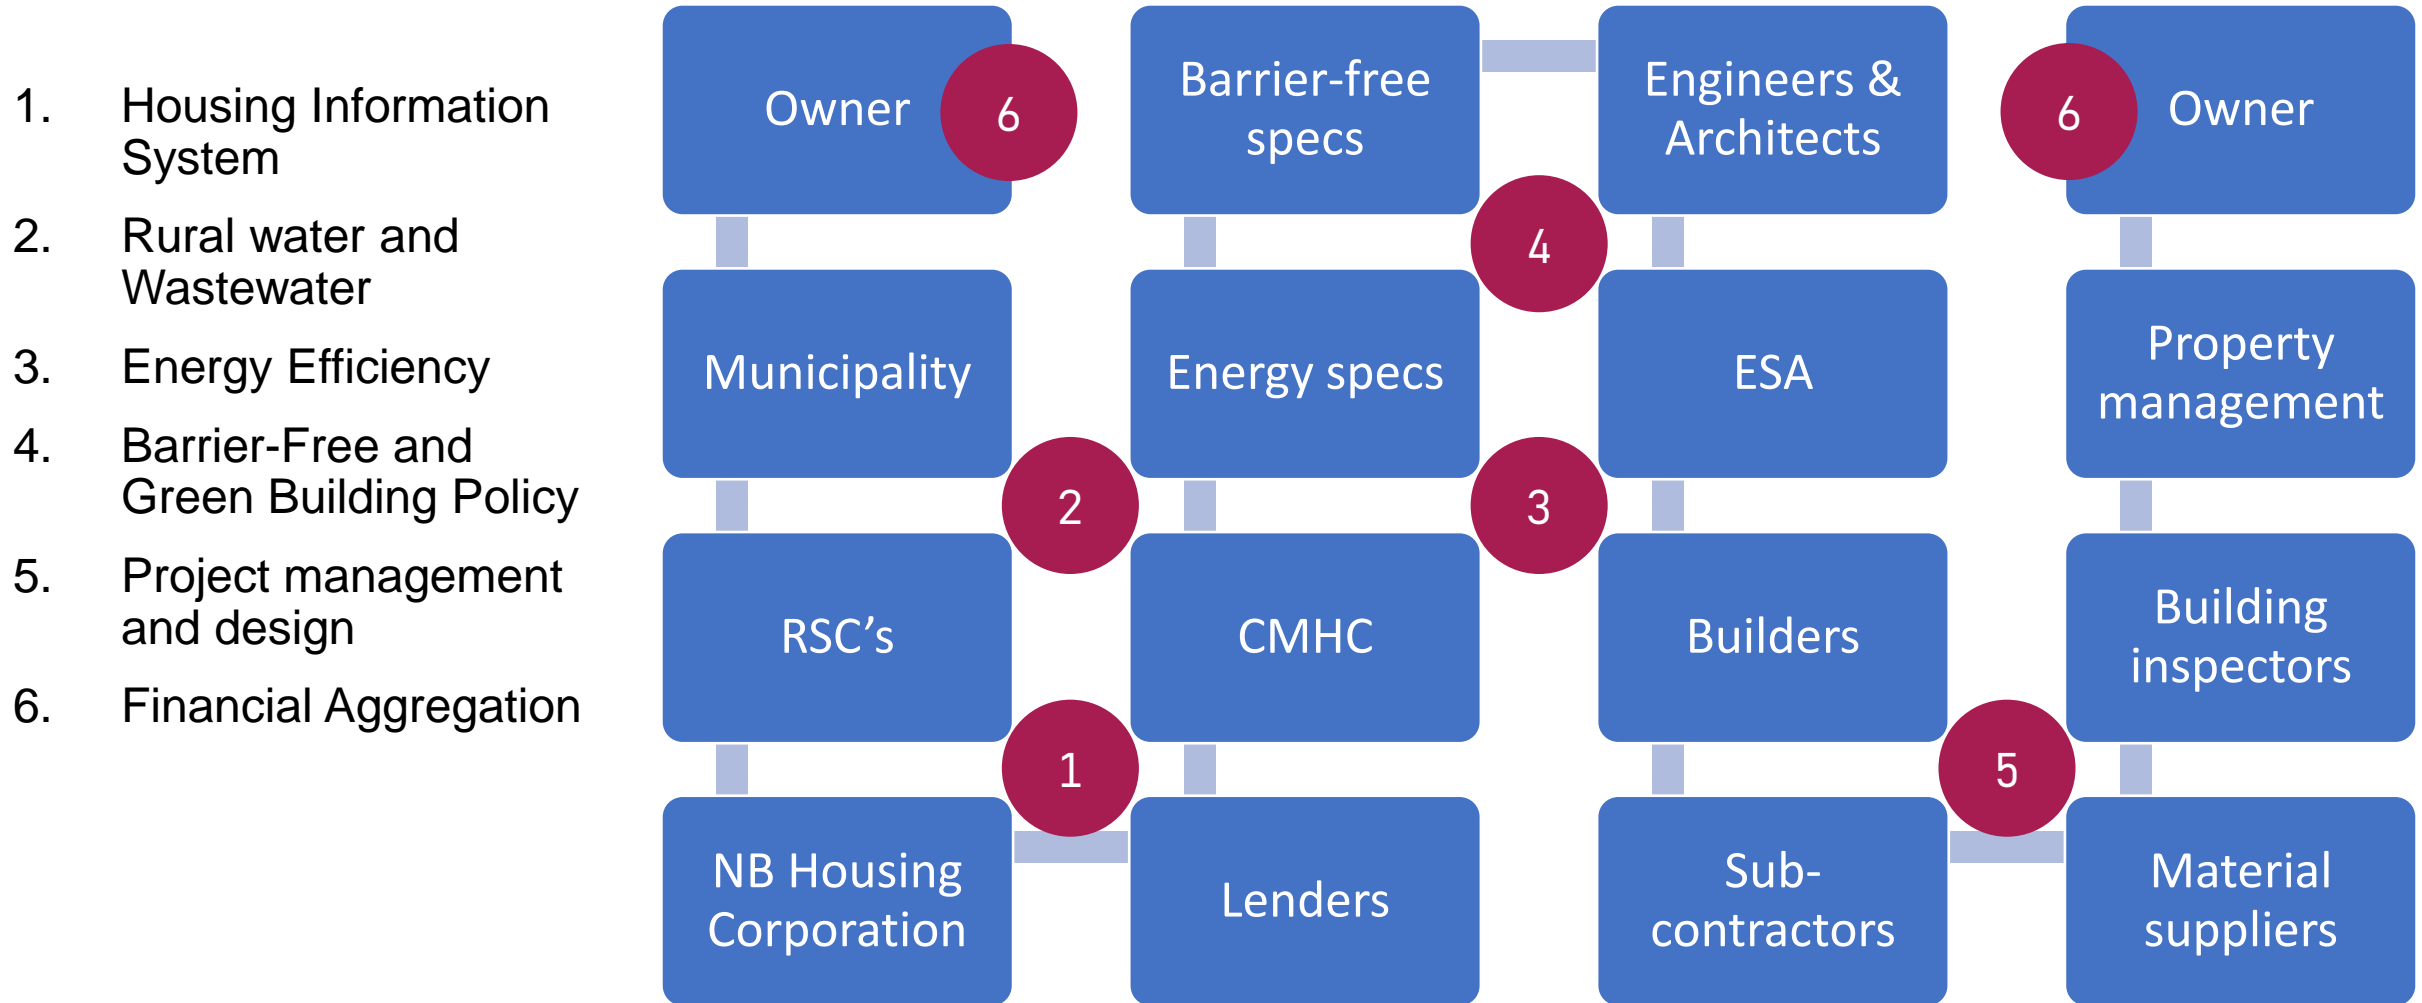 1. Housing Information
System
2. Rural water and
Wastewater
3. Energy Efficiency
4. Barrier-Free and
Green Building Policy
5. Project management
and design
6. Financial Aggregation
Owner
6
Municipality
2
RSC's
1
NB Housing
Corporation
Barrier-free
specs
4
Energy specs
3
CMHC
Lenders
Engineers &
Architects
ESA
Builders
5
Sub-
contractors
6
Owner
Property
management
Building
inspectors
Material
suppliers